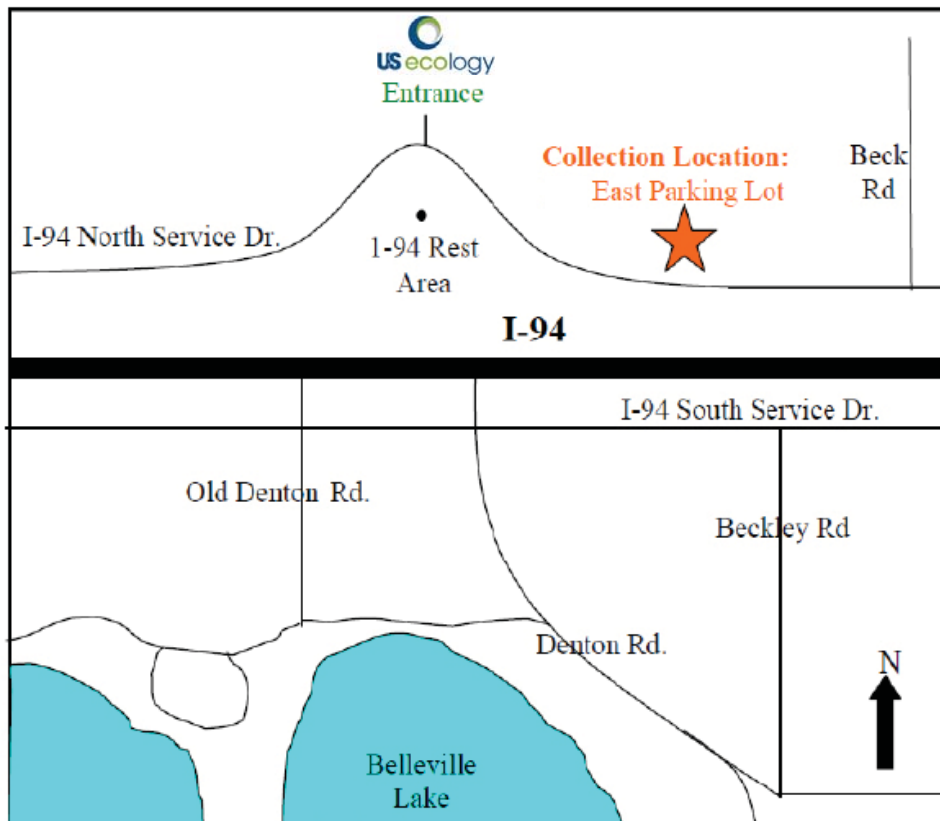 US ecology
Entrance
Collection Location:
East Parking Lot
Beck
Rd
I-94 North Service Dr.
1-94 Rest
Area
I-94
I-94 South Service Dr.
Old Denton Rd.
Beckley Rd
Denton Rd.
N
Belleville
Lake